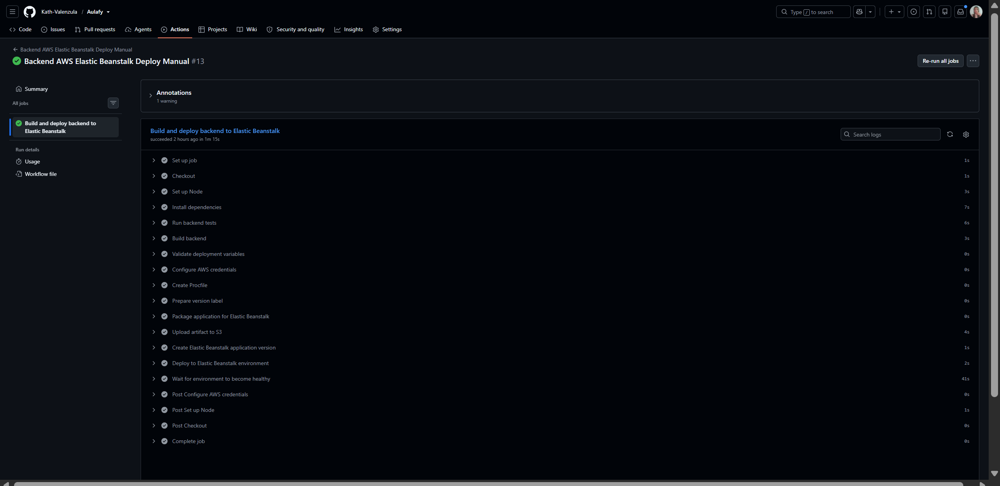 Kath-Valenzula / Aulafy
Type / to search
Code
Issues
Pull requests
Agents
Actions
Projects
Wiki
Security and quality
Insights
Settings
Backend AWS Elastic Beanstalk Deploy Manual
Backend AWS Elastic Beanstalk Deploy Manual #13
Re-run all jobs
Summary
All jobs
Build and deploy backend to
Elastic Beanstalk
Run details
Usage
Workflow file
Annotations
1 warning
Build and deploy backend to Elastic Beanstalk
succeeded 2 hours ago in 1m 15s
Search logs
Set up job 1s
Checkout 1s
Set up Node 3s
Install dependencies 7s
Run backend tests 6s
Build backend 3s
Validate deployment variables 0s
Configure AWS credentials 0s
Create Procfile 0s
Prepare version label 0s
Package application for Elastic Beanstalk 0s
Upload artifact to S3 4s
Create Elastic Beanstalk application version 1s
Deploy to Elastic Beanstalk environment 2s
Wait for environment to become healthy 41s
Post Configure AWS credentials 0s
Post Set up Node 1s
Post Checkout 0s
Complete job 0s